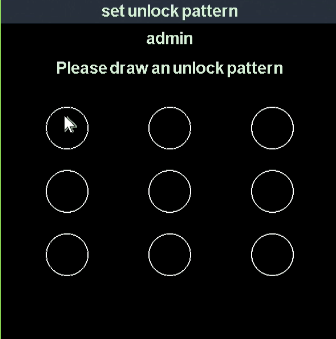 set unlock pattern
admin
Please draw an unlock pattern